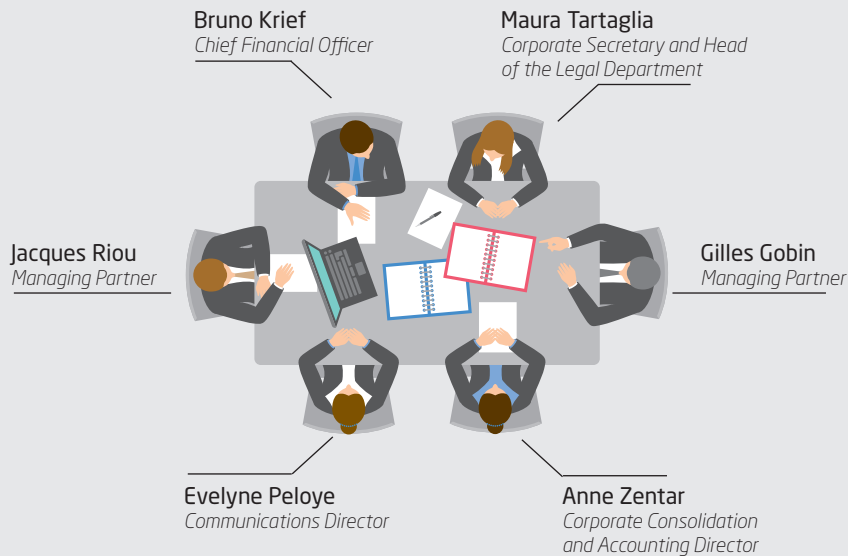 Bruno Krief
Chief Financial Officer
Maura Tartaglia
Corporate Secretary and Head
of the Legal Department
Jacques Riou
Managing Partner
Gilles Gobin
Managing Partner
Evelyne Peloye
Communications Director
Anne Zentar
Corporate Consolidation
and Accounting Director